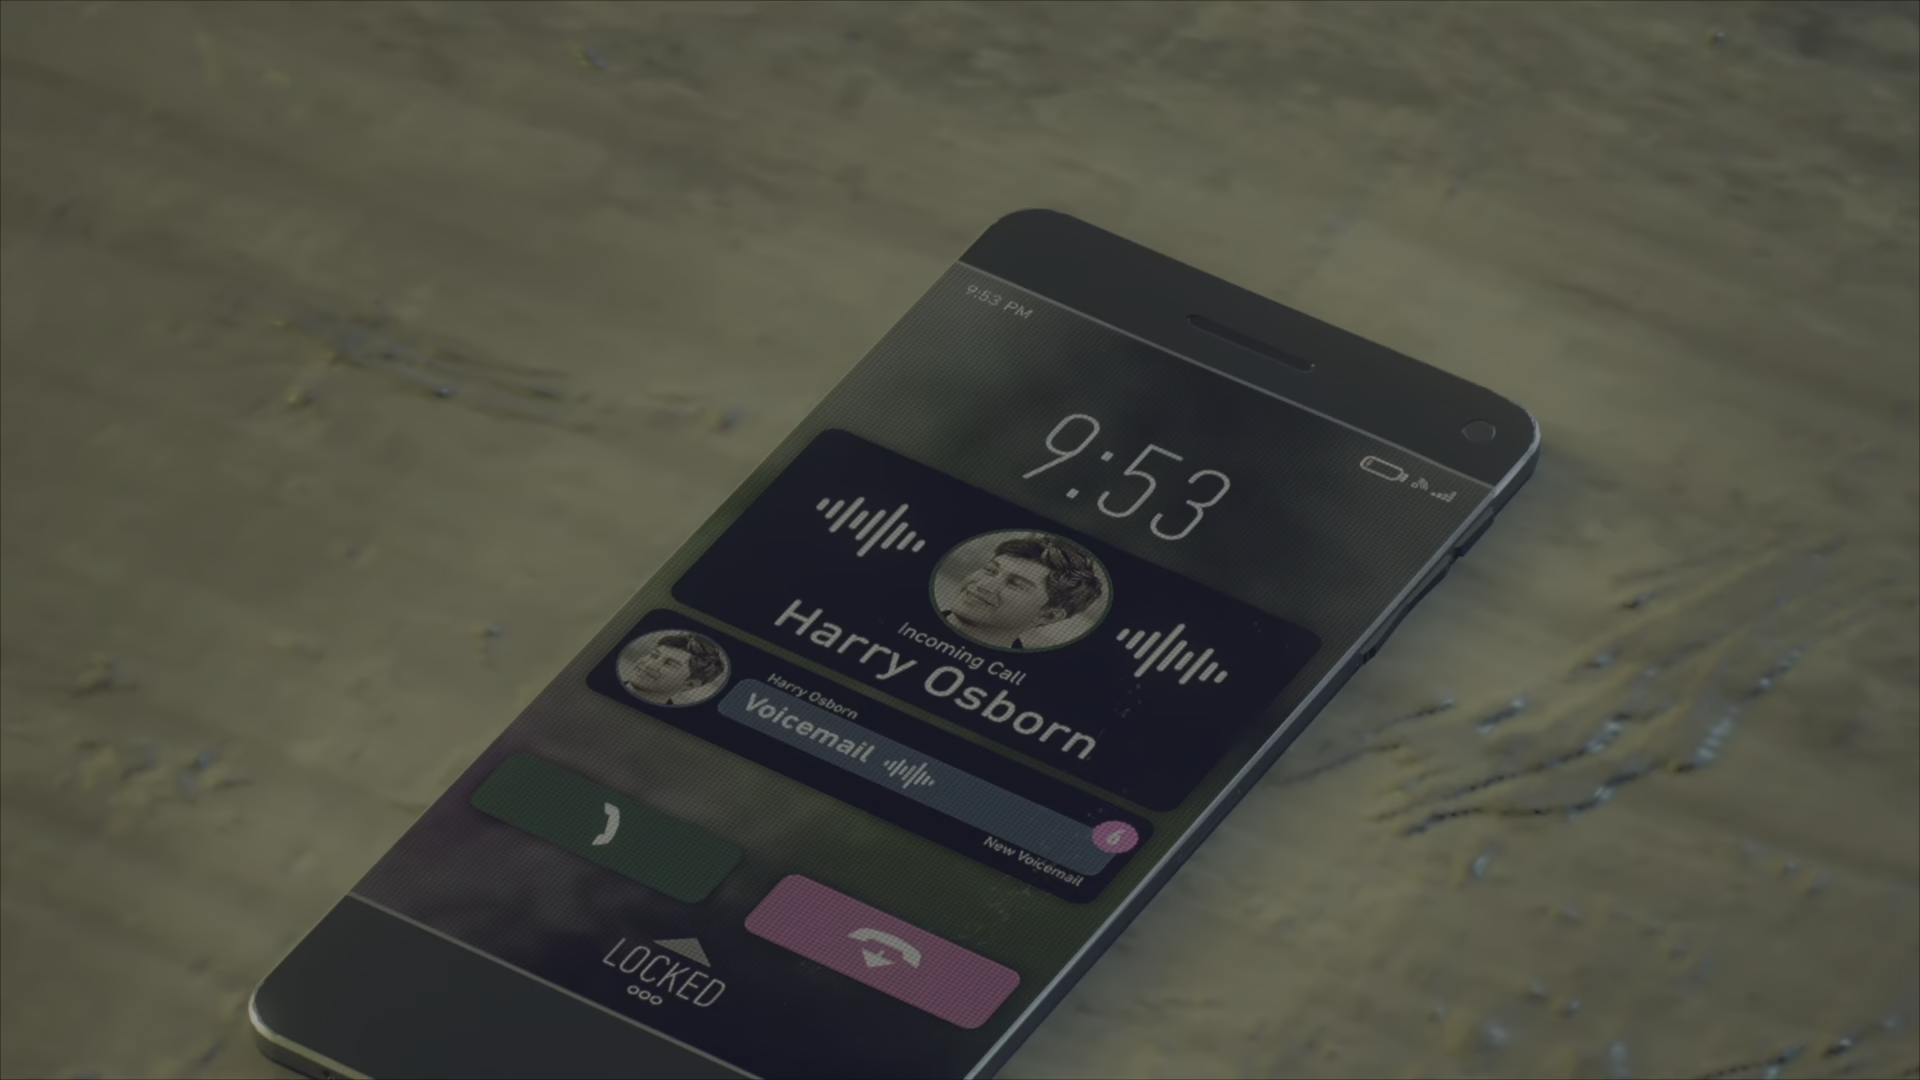 9:53 PM
9:53
Incoming Call
Harry Osborn
Harry Osborn
Voicemail
6
New Voicemail
LOCKED